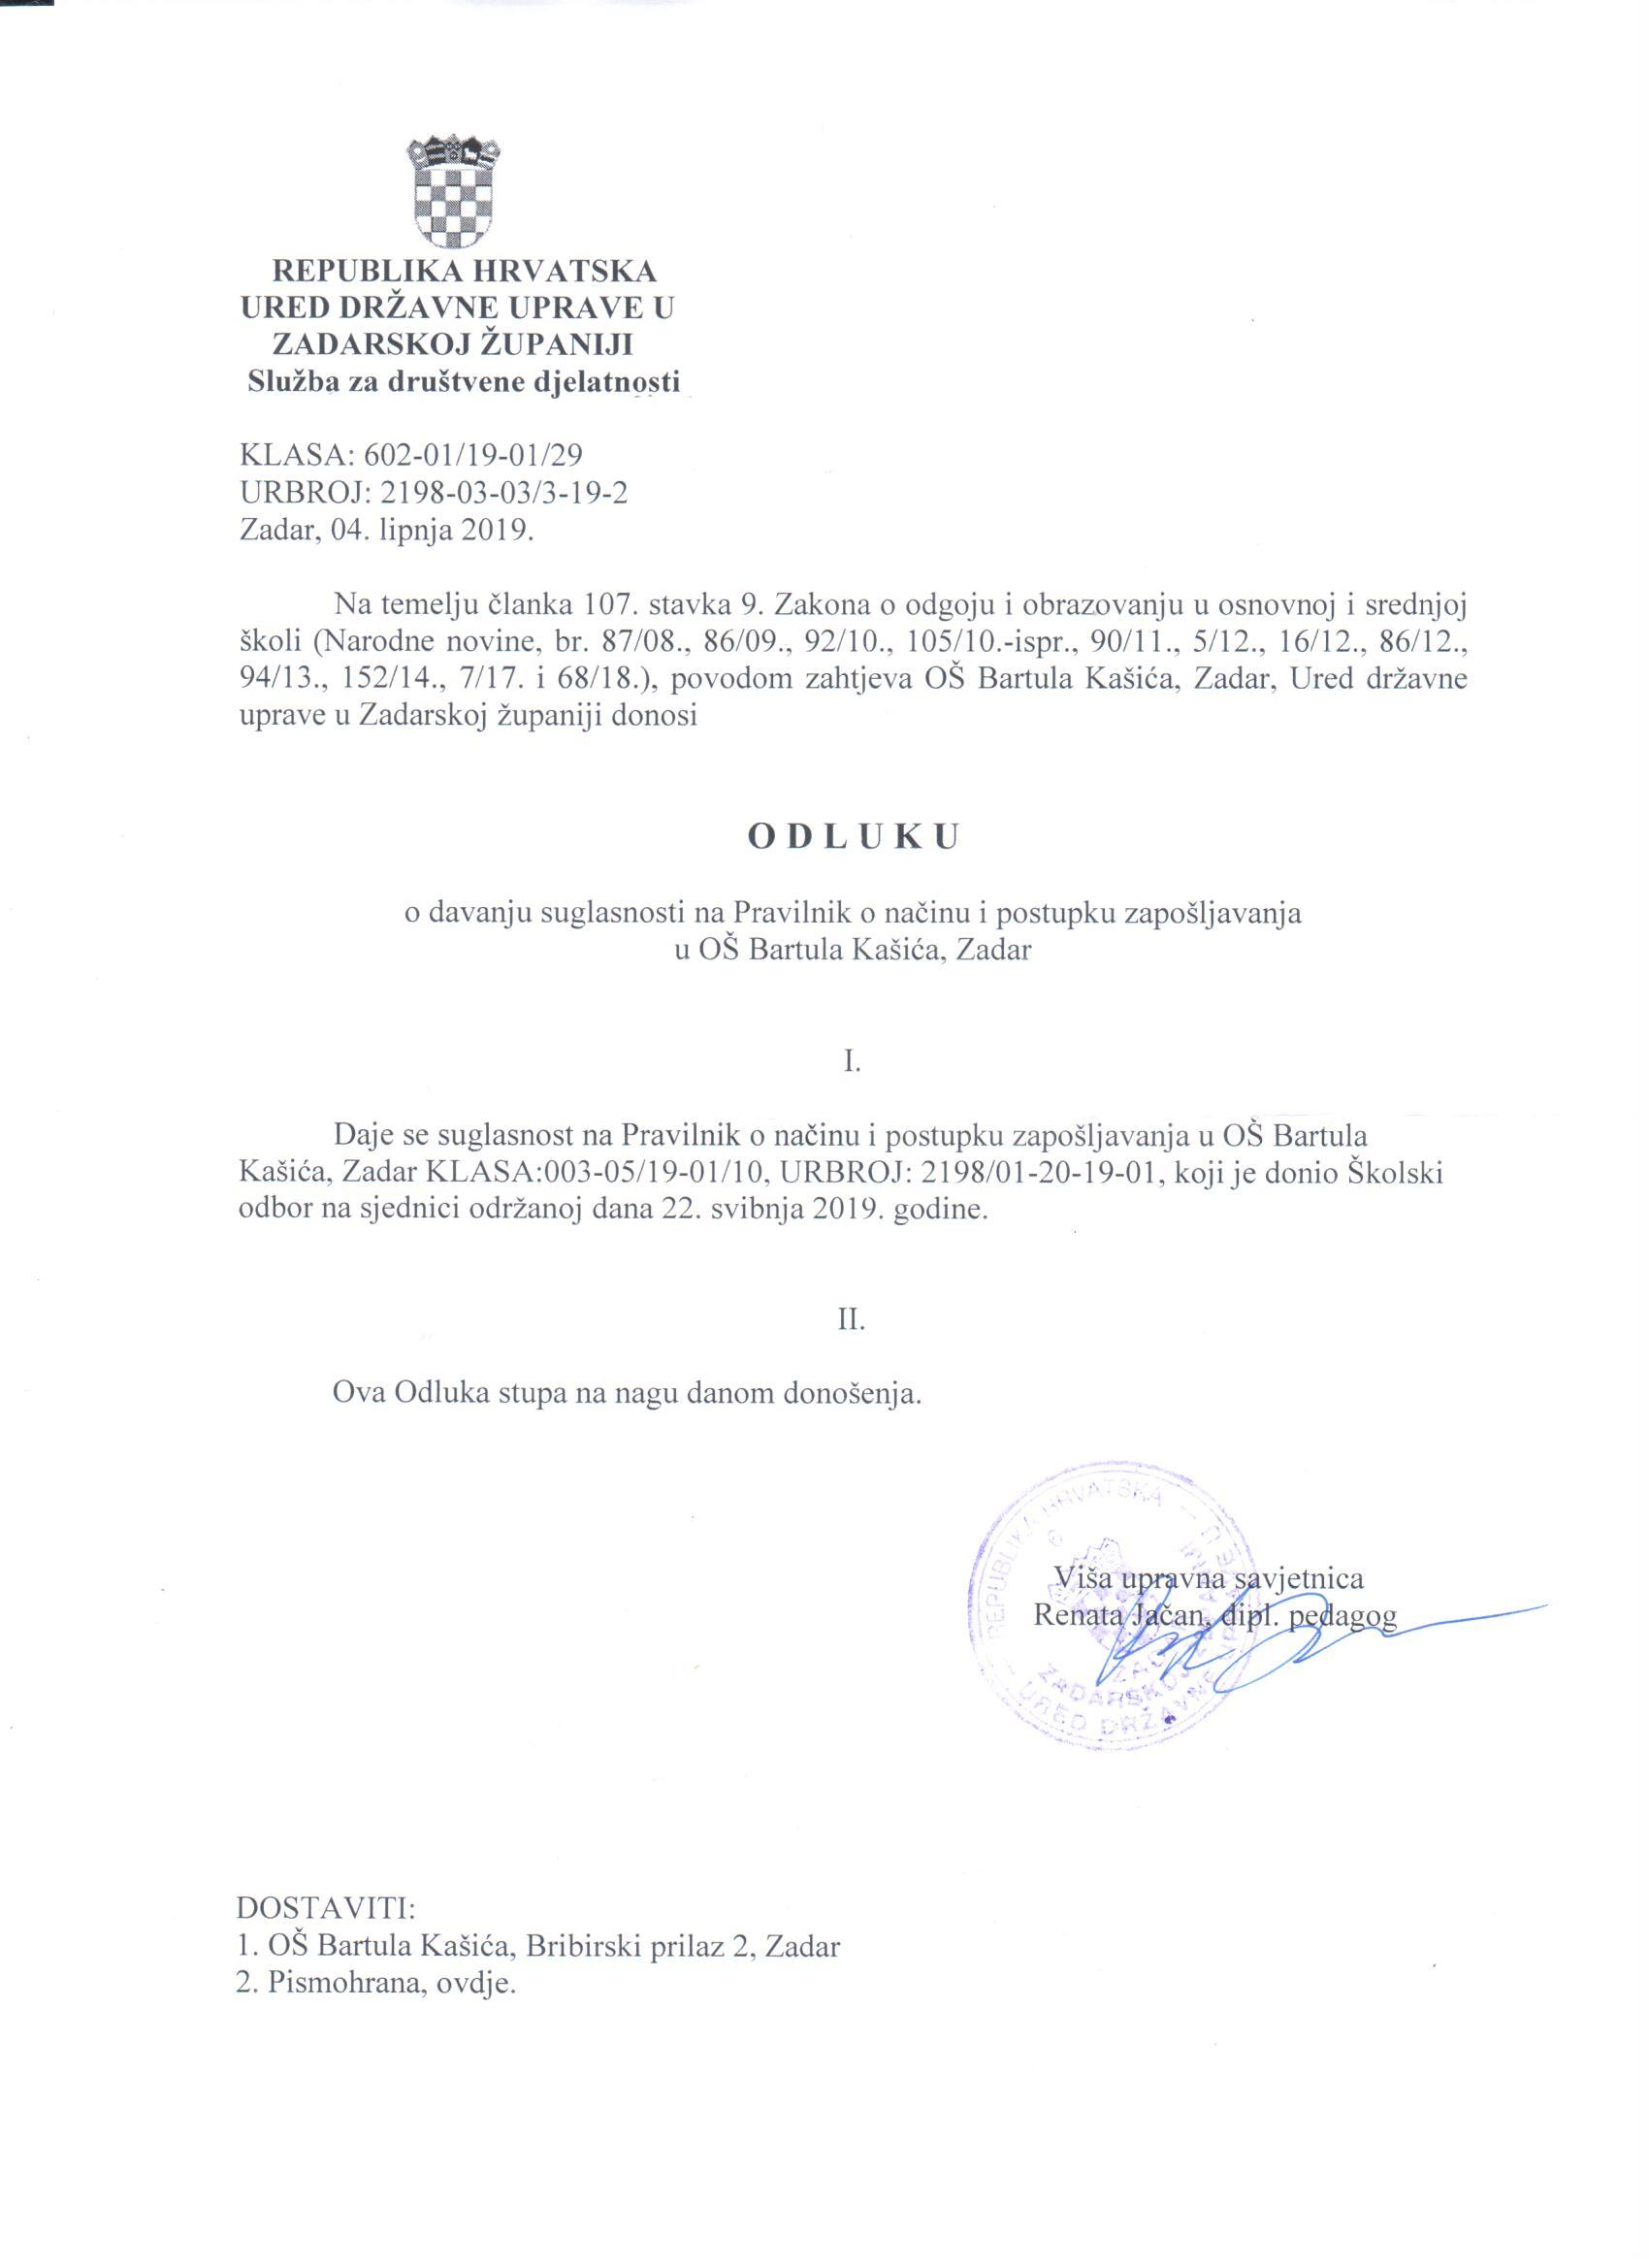 REPUBLIKA HRVATSKA
URED DRŽAVNE UPRAVE U
ZADARSKOJ ŽUPANIJI
Služba za društvene djelatnosti
KLASA: 602-01/19-01/29
URBROJ: 2198-03-03/3-19-2
Zadar, 04. lipnja 2019.
Na temelju članka 107. stavka 9. Zakona o odgoju i obrazovanju u osnovnoj i srednjoj
školi (Narodne novine, br. 87/08., 86/09., 92/10., 105/10.-ispr., 90/11., 5/12., 16/12., 86/12.,
94/13., 152/14., 7/17. i 68/18.), povodom zahtjeva OŠ Bartula Kašića, Zadar, Ured državne
uprave u Zadarskoj županiji donosi
O D L U K U
o davanju suglasnosti na Pravilnik o načinu i postupku zapošljavanja
u OŠ Bartula Kašića, Zadar
I.
Daje se suglasnost na Pravilnik o načinu i postupku zapošljavanja u OŠ Bartula
Kašića, Zadar KLASA:003-05/19-01/10, URBROJ: 2198/01-20-19-01, koji je donio Školski
odbor na sjednici održanoj dana 22. svibnja 2019. godine.
II.
Ova Odluka stupa na nagu danom donošenja.
REPUBLIKA HRVATSKA
URED DRŽAVNE UPRAVE U
ZADARSKOJ ŽUPANIJI
6
Viša upravna savjetnica
Renata Jačan, dipl. pedagog
DOSTAVITI:
1. OŠ Bartula Kašića, Bribirski prilaz 2, Zadar
2. Pismohrana, ovdje.